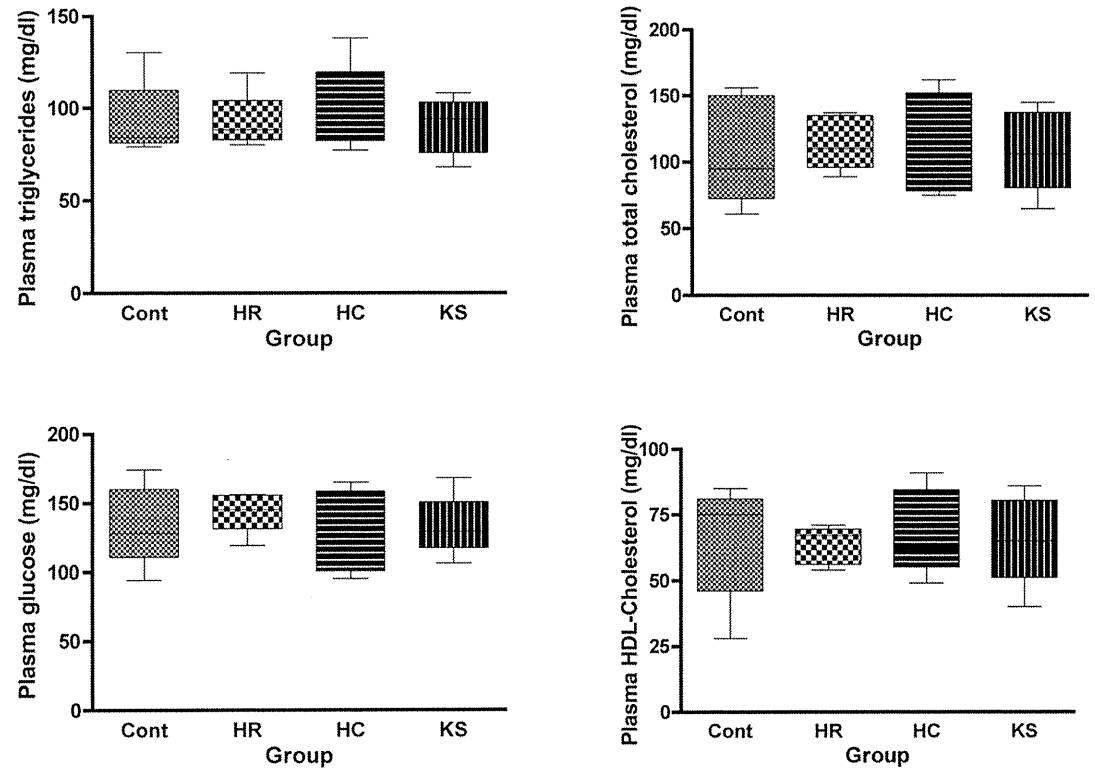 Plasma triglycerides (mg/dl)
150
100
50
0
Cont HR HC KS
Group
Plasma total cholesterol (mg/dl)
200
150
100
50
0
Cont HR HC KS
Group
Plasma glucose (mg/dl)
200
150
100
50
0
Cont HR HC KS
Group
Plasma HDL-Cholesterol (mg/dl)
100
75
50
25
0
Cont HR HC KS
Group